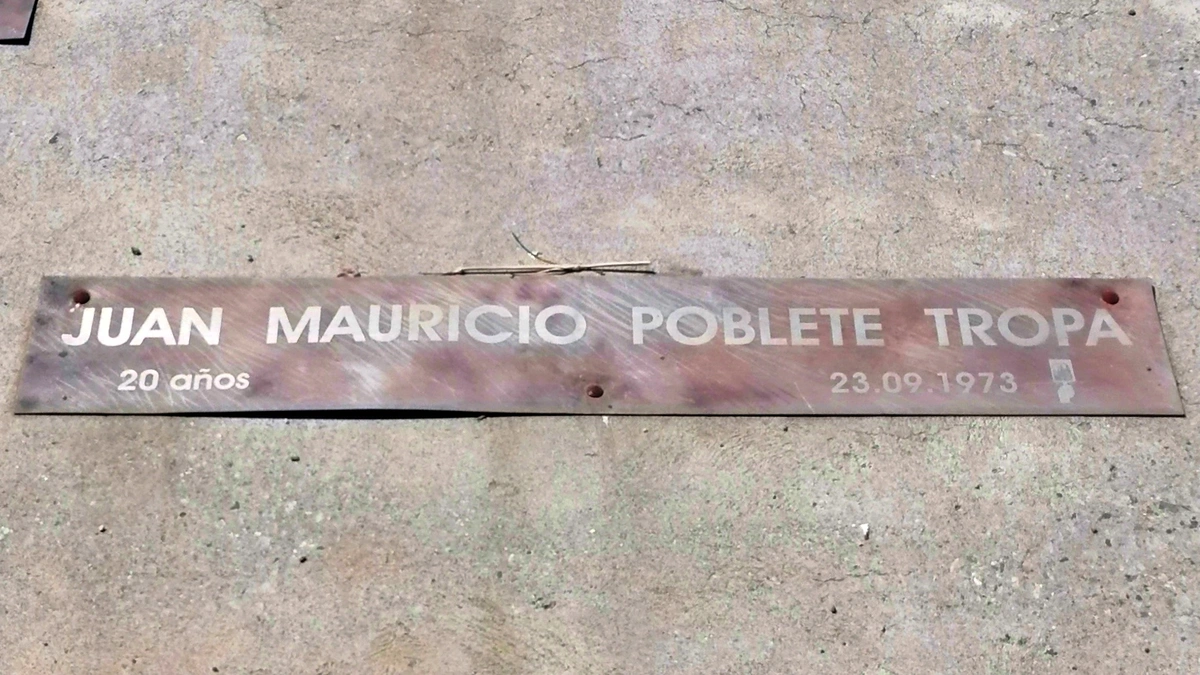 JUAN MAURICIO POBLETE TROPA
20 años 23.09.1973